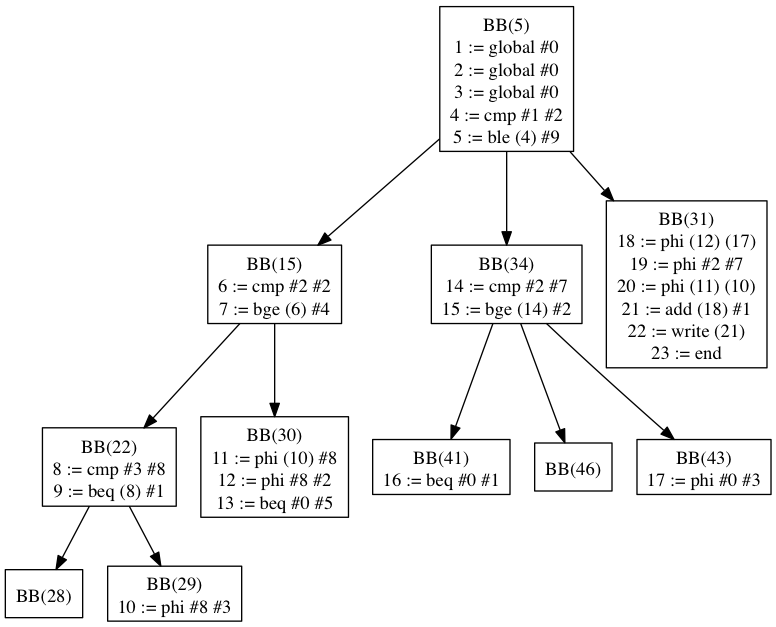 BB(5)
1 := global #0
2 := global #0
3 := global #0
4 := cmp #1 #2
5 := ble (4) #9
BB(15)
6 := cmp #2 #2
7 := bge (6) #4
BB(34)
14 := cmp #2 #7
15 := bge (14) #2
BB(31)
18 := phi (12) (17)
19 := phi #2 #7
20 := phi (11) (10)
21 := add (18) #1
22 := write (21)
23 := end
BB(22)
8 := cmp #3 #8
9 := beq (8) #1
BB(30)
11 := phi (10) #8
12 := phi #8 #2
13 := beq #0 #5
BB(41)
16 := beq #0 #1
BB(46)
BB(43)
17 := phi #0 #3
BB(28)
BB(29)
10 := phi #8 #3